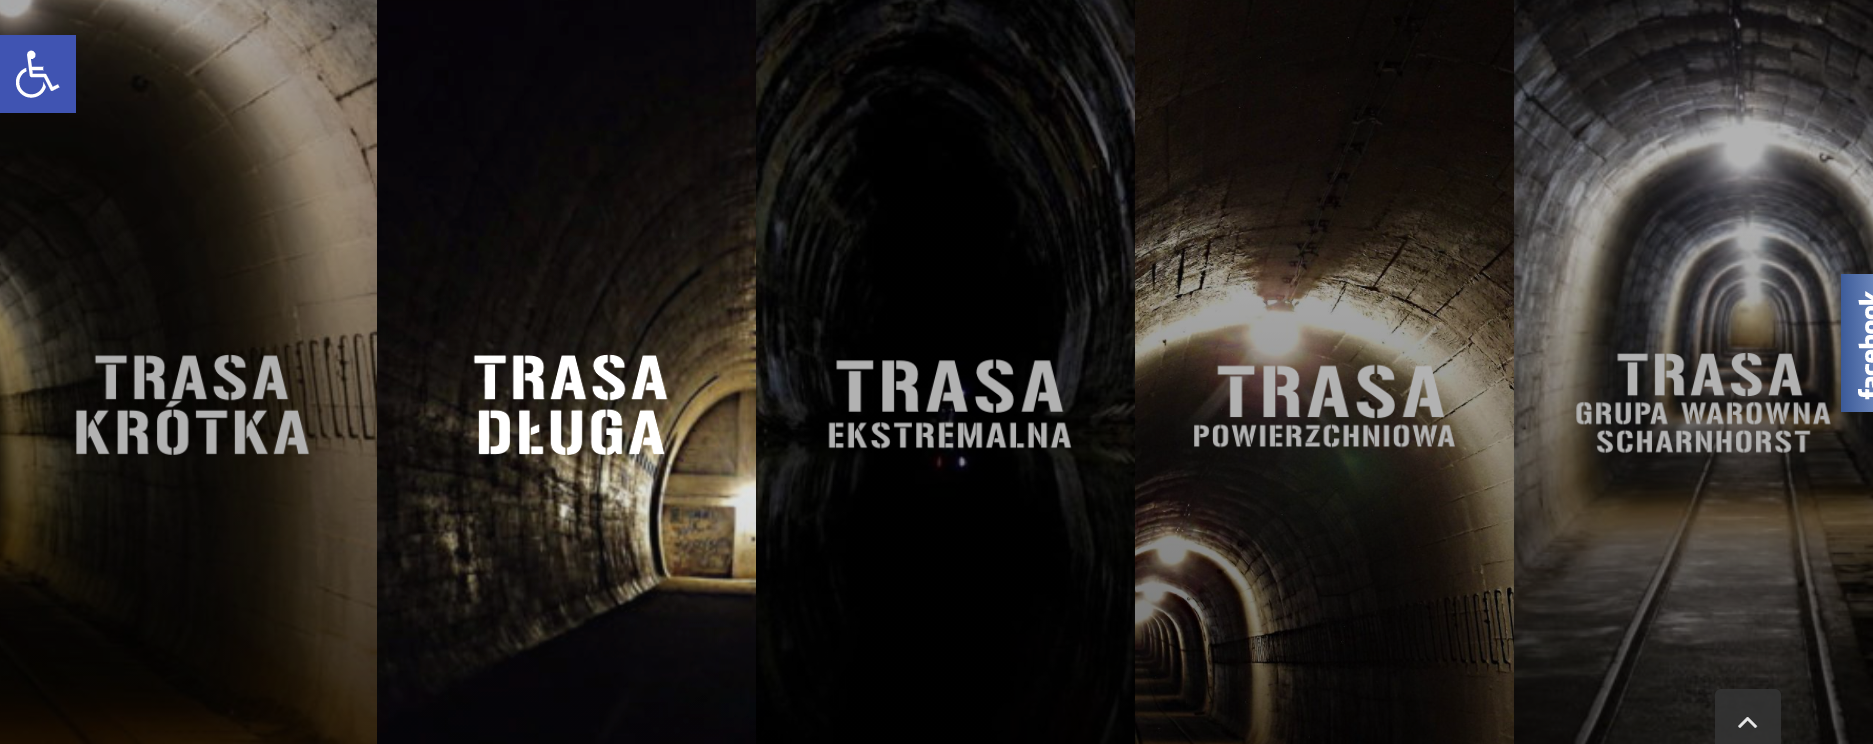 TRASA
KRÓTKA
TRASA
DŁUGA
TRASA
EKSTREMALNA
TRASA
POWIERZCHNIOWA
TRASA
GRUPA WAROWNA
SCHARNHORST
facebook